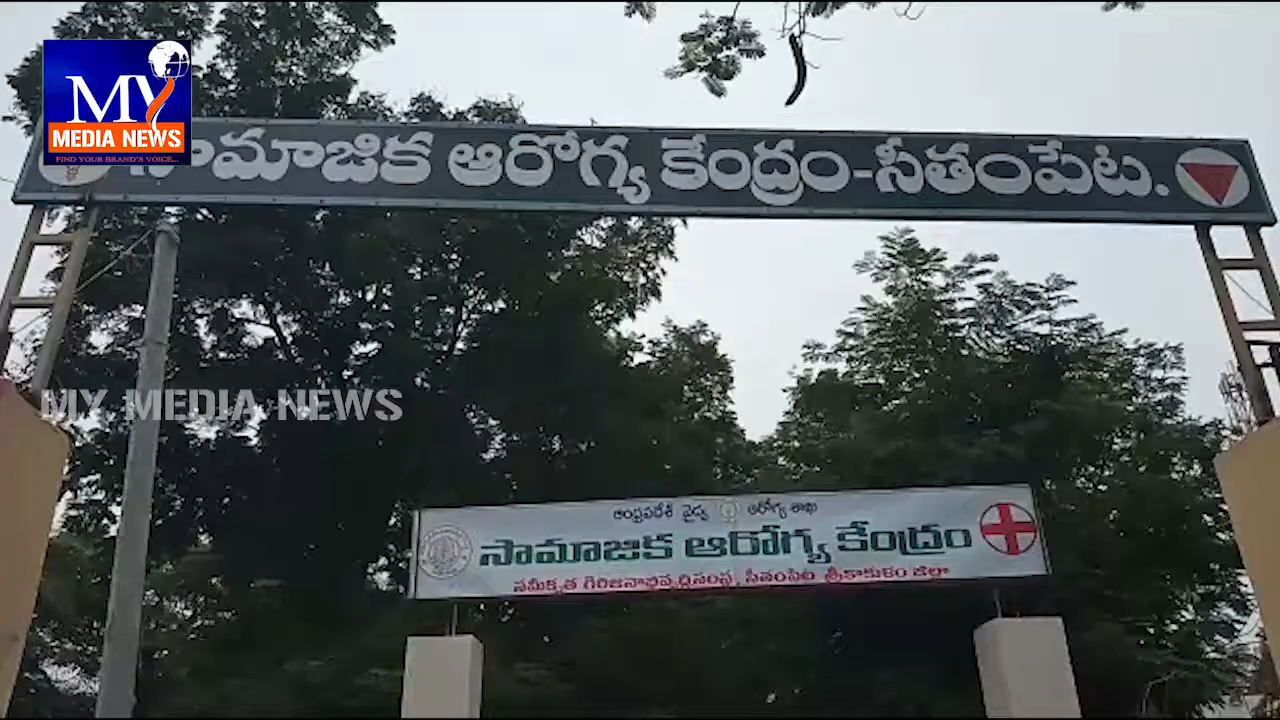 MY
MEDIA NEWS
FIND YOUR BRAND'S VOICE..
సామాజిక ఆరోగ్య కేంద్రం-సీతంపేట.
MY MEDIA NEWS
ఆంధ్రప్రదేశ్ వైద్య ఆరోగ్య శాఖ
సామాజిక ఆరోగ్య కేంద్రం
సమీకృత గిరిజనాభివృద్ధిసంస్థ, సీతంపేట శ్రీకాకుళం జిల్లా